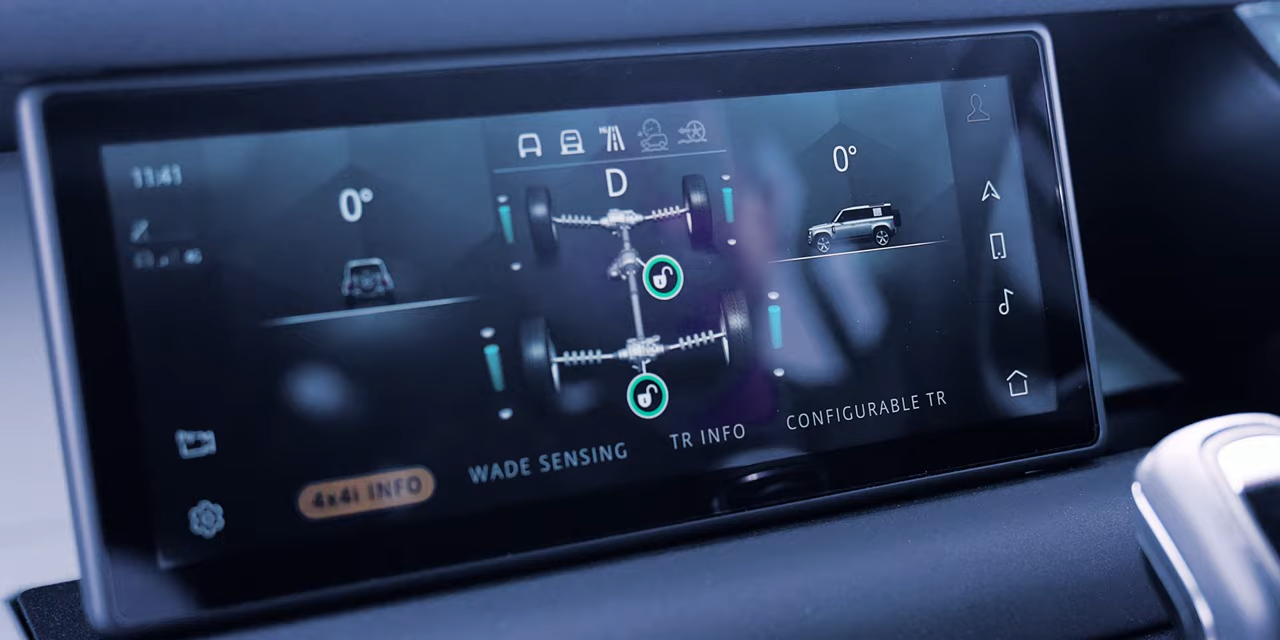 11:41
0°
D
0°
4x4i INFO
WADE SENSING
TR INFO
CONFIGURABLE TR